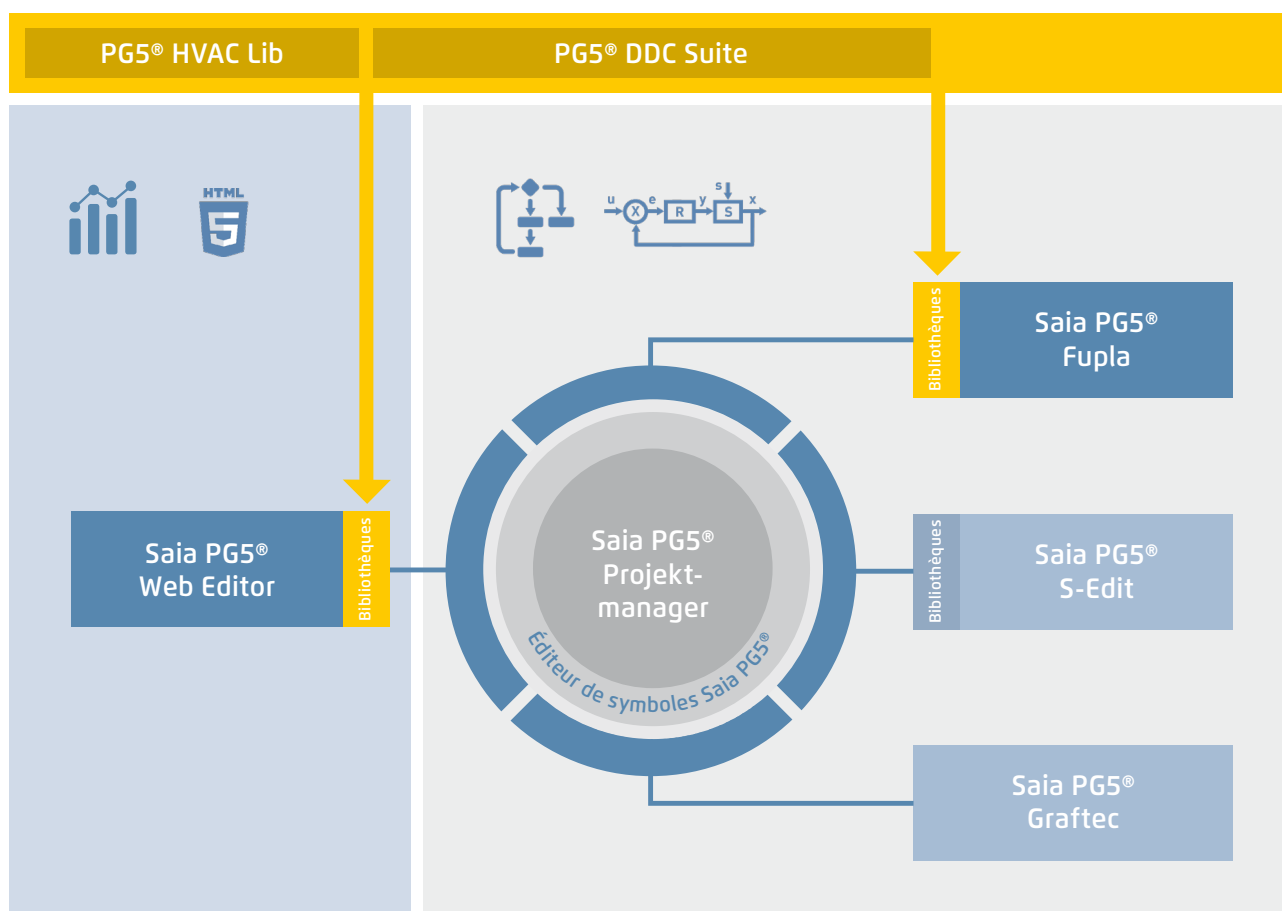 PG5® HVAC Lib
PG5® DDC Suite
HTML
5
u
e
y
s
x
X
R
S
Bibliothèques
Saia PG5®
Fupla
Saia PG5®
Web Editor
Bibliothèques
Saia PG5®
Projekt-
manager
Éditeur de symboles Saia PG5®
Bibliothèques
Saia PG5®
S-Edit
Saia PG5®
Graftec